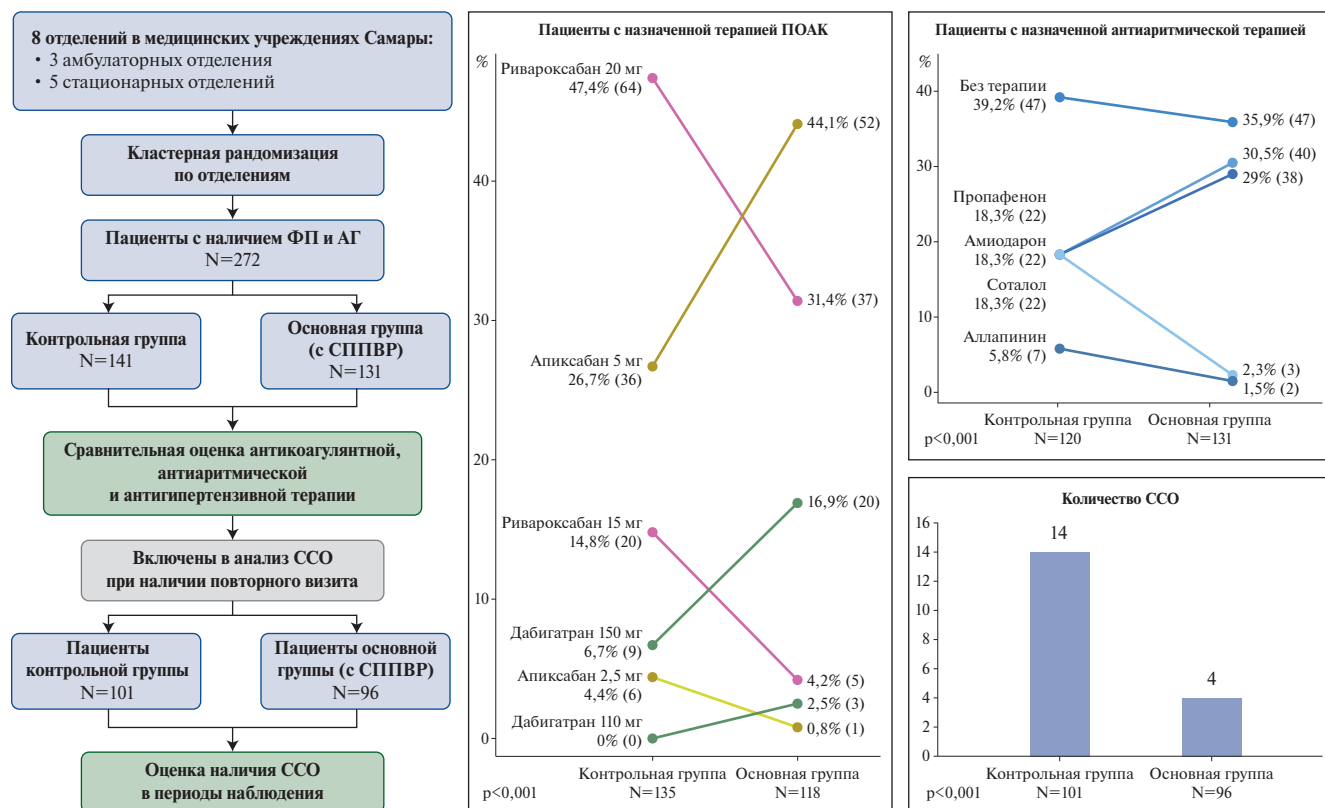 8 отделений в медицинских учреждениях Самары:
• 3 амбулаторных отделения
• 5 стационарных отделений
Кластерная рандомизация
по отделениям
Пациенты с наличием ФП и АГ
N=272
Контрольная группа
N=141
Основная группа
(с СППВР)
N=131
Сравнительная оценка антикоагулянтной,
антиаритмической
и антигипертензивной терапии
Включены в анализ ССО
при наличии повторного визита
Пациенты
контрольной группы
N=101
Пациенты основной
группы (с СППВР)
N=96
Оценка наличия ССО
в периоды наблюдения
Пациенты с назначенной терапией ПОАК
%
Ривароксабан 20 мг
47,4% (64)
44,1% (52)
40
31,4% (37)
30
Апиксабан 5 мг
26,7% (36)
20
16,9% (20)
Ривароксабан 15 мг
14,8% (20)
10
Дабигатран 150 мг
6,7% (9)
Апиксабан 2,5 мг
4,4% (6)
4,2% (5)
2,5% (3)
Дабигатран 110 мг
0% (0)
0,8% (1)
0
Контрольная группа
N=135
Основная группа
N=118
p<0,001
Пациенты с назначенной антиаритмической терапией
%
40
Без терапии
39,2% (47)
35,9% (47)
30,5% (40)
30
29% (38)
Пропафенон
18,3% (22)
20
Амиодарон
18,3% (22)
Соталол
18,3% (22)
10
Аллапинин
5,8% (7)
2,3% (3)
1,5% (2)
0
Контрольная группа
N=120
Основная группа
N=131
p<0,001
Количество ССО
16
14
12
10
8
6
4
2
0
14
4
Контрольная группа
N=101
Основная группа
N=96
p<0,001